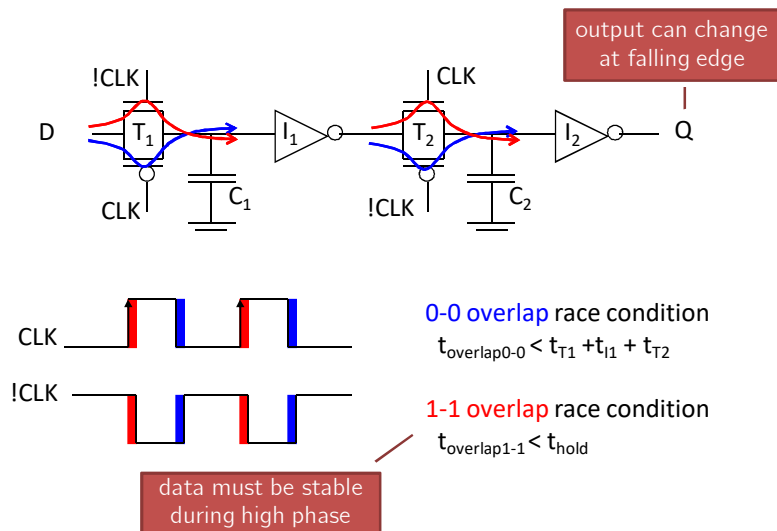 output can change
at falling edge
!CLK
CLK
D
T1
I1
T2
I2
Q
C1
C2
CLK
!CLK
CLK
!CLK
0-0 overlap race condition
toverlap0-0 < tT1 +tI1 + tT2
1-1 overlap race condition
toverlap1-1 < thold
data must be stable
during high phase